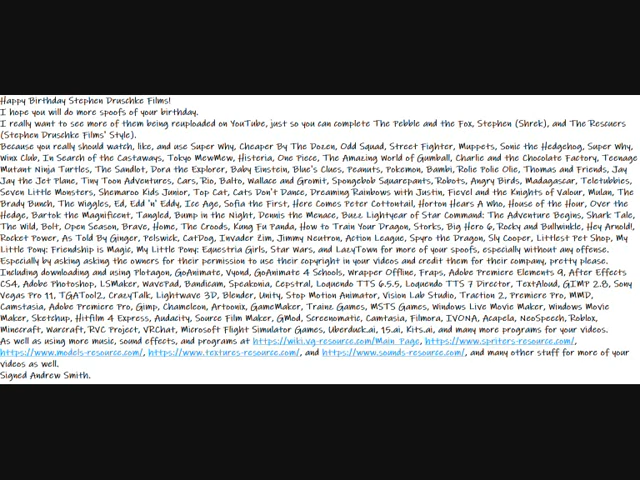 Happy Birthday Stephen Druschke Films!
I hope you will do more spoofs of your birthday.
I really want to see more of them being reuploaded on YouTube, just so you can complete The Pebble and the Fox, Stephen (Shrek), and The Rescuers
(Stephen Druschke Films' Style).
Because you really should watch, like, and use Super Why, Cheaper By The Dozen, Odd Squad, Street Fighter, Muppets, Sonic the Hedgehog, Super Why,
Winx Club, In Search of the Castaways, Tokyo MewMew, Histeria, One Piece, The Amazing World of Gumball, Charlie and the Chocolate Factory, Teenage
Mutant Ninja Turtles, The Sandlot, Dora the Explorer, Baby Einstein, Blue's Clues, Peanuts, Pokemon, Bambi, Rolie Polie Olie, Thomas and Friends, Jay
Jay the Jet Plane, Tiny Toon Adventures, Cars, Rio, Balto, Wallace and Gromit, Spongebob Squarepants, Robots, Angry Birds, Madagascar, Teletubbies,
Seven Little Monsters, Shemaroo Kids Junior, Top Cat, Cats Don't Dance, Dreaming Rainbows with Justin, Fievel and the Knights of Valour, Mulan, The
Brady Bunch, The Wiggles, Ed, Edd 'n' Eddy, Ice Age, Sofia the First, Here Comes Peter Cottontail, Horton Hears A Who, House of the Hour, Over the
Hedge, Bartok the Magnificent, Tangled, Bump in the Night, Dennis the Menace, Buzz Lightyear of Star Command: The Adventure Begins, Shark Tale,
The Wild, Bolt, Open Season, Brave, Home, The Croods, Kung Fu Panda, How to Train Your Dragon, Storks, Big Hero 6, Rocky and Bullwinkle, Hey Arnold!,
Rocket Power, As Told By Ginger, Pelswick, CatDog, Invader Zim, Jimmy Neutron, Action League, Spyro the Dragon, Sly Cooper, Littlest Pet Shop, My
Little Pony: Friendship is Magic, My Little Pony: Equestria Girls, Star Wars, and LazyTown for more of your spoofs, especially without any offense.
Especially by asking asking the owners for their permission to use their copyright in your videos and credit them for their company, pretty please.
Including downloading and using Plotagon, GoAnimate, Vyond, GoAnimate 4 Schools, Wrapper Offline, Fraps, Adobe Premiere Elements 9, After Effects
CS4, Adobe Photoshop, LSMaker, WavePad, Bandicam, Speakonia, Cepstral, Loquendo TTS 6.5.5, Loquendo TTS 7 Director, TextAloud, GIMP 2.8, Sony
Vegas Pro 11, TGATool2, CrazyTalk, Lightwave 3D, Blender, Unity, Stop Motion Animator, Vision Lab Studio, Traction 2, Premiere Pro, MMD,
Camstasia, Adobe Premiere Pro, Gimp, Chameleon, Artoonix, GameMaker, Trainz Games, MSTS Games, Windows Live Movie Maker, Windows Movie
Maker, Sketchup, Hitfilm 4 Express, Audacity, Source Film Maker, GMod, Screenomatic, Camtasia, Filmora, IVONA, Acapela, NeoSpeech, Roblox,
Minecraft, Warcraft, RVC Project, VRChat, Microsoft Flight Simulator Games, Uberduck.ai, 15.ai, Kits.ai, and many more programs for your videos.
As well as using more music, sound effects, and programs at https://wiki.vg-resource.com/Main_Page, https://www.spriters-resource.com/,
https://www.models-resource.com/, https://www.textures-resource.com/, and https://www.sounds-resource.com/, and many other stuff for more of your
videos as well.
Signed Andrew Smith.